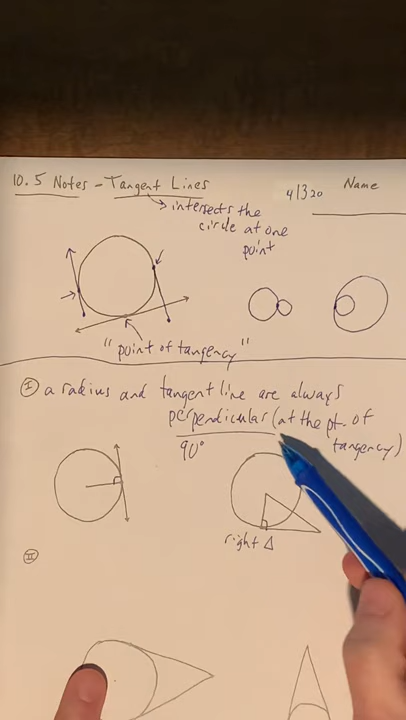 10.5 Notes - Tangent Lines
4/3/20
Name
→ intersects the
circle at one
point
"point of tangency"
I a radius and tangent line are always
perpendicular (at the pt. of
tangency)
90°
right Δ
II